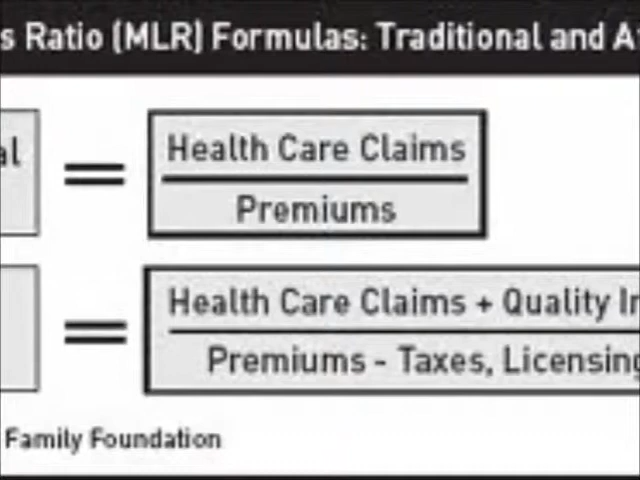 s Ratio (MLR) Formulas: Traditional and A
al
=
Health Care Claims
Premiums
=
Health Care Claims + Quality I
Premiums - Taxes, Licensing
Family Foundation